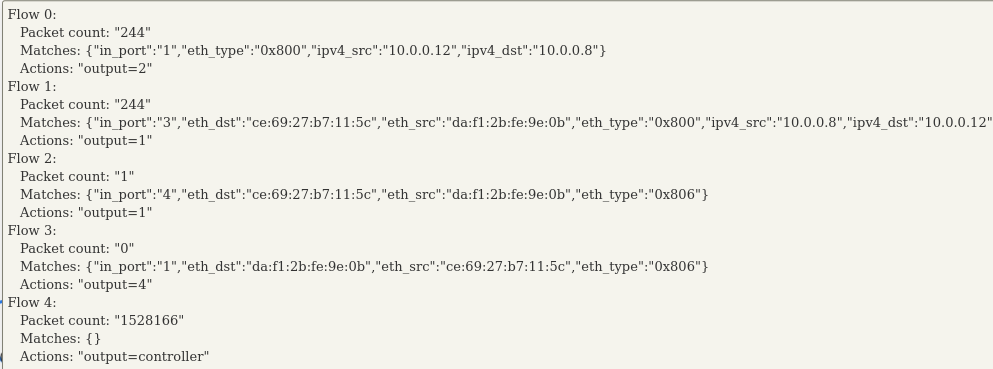 Flow 0:
Packet count: "244"
Matches: {"in_port":"1","eth_type":"0x800","ipv4_src":"10.0.0.12","ipv4_dst":"10.0.0.8"}
Actions: "output=2"
Flow 1:
Packet count: "244"
Matches: {"in_port":"3","eth_dst":"ce:69:27:b7:11:5c","eth_src":"da:f1:2b:fe:9e:0b","eth_type":"0x800","ipv4_src":"10.0.0.8","ipv4_dst":"10.0.0.12"
Actions: "output=1"
Flow 2:
Packet count: "1"
Matches: {"in_port":"4","eth_dst":"ce:69:27:b7:11:5c","eth_src":"da:f1:2b:fe:9e:0b","eth_type":"0x806"}
Actions: "output=1"
Flow 3:
Packet count: "0"
Matches: {"in_port":"1","eth_dst":"da:f1:2b:fe:9e:0b","eth_src":"ce:69:27:b7:11:5c","eth_type":"0x806"}
Actions: "output=4"
Flow 4:
Packet count: "1528166"
Matches: {}
Actions: "output=controller"